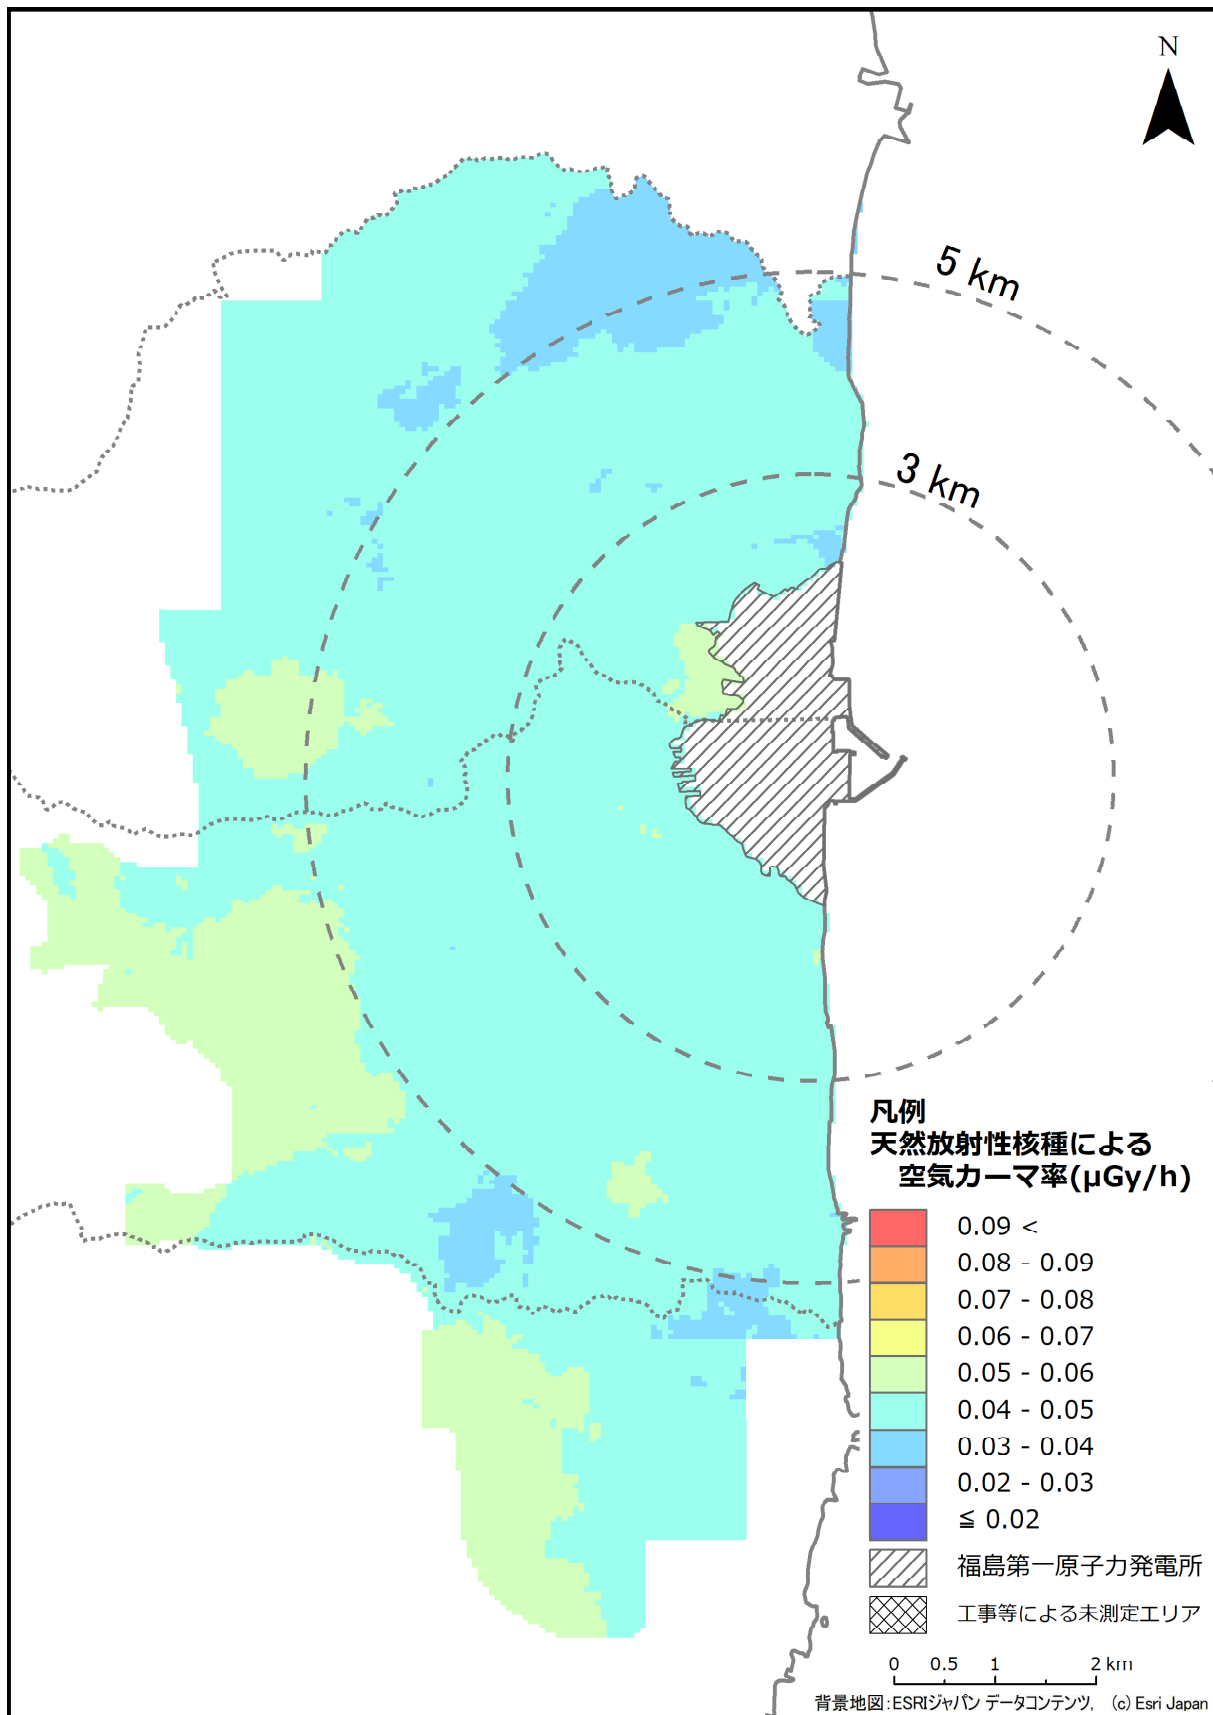 N
5 km
3 km
凡例
天然放射性核種による
空気カーマ率(μGy/h)
0.09 <
0.08 - 0.09
0.07 - 0.08
0.06 - 0.07
0.05 - 0.06
0.04 - 0.05
0.03 - 0.04
0.02 - 0.03
≦ 0.02
福島第一原子力発電所
工事等による未測定エリア
0 0.5 1 2 km
背景地図:ESRIジャパン データコンテンツ, (c) Esri Japan